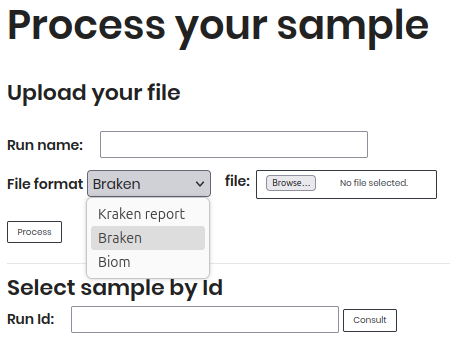 Process your sample
Upload your file
Run name:
File format Braken file: Browse... No file selected.
Kraken report
Braken
Biom
Process
Select sample by Id
Run Id: Consult